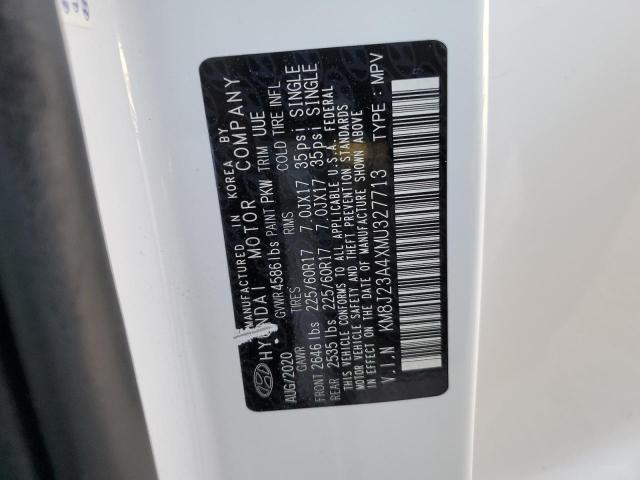 MANUFACTURED IN KOREA BY
HYUNDAI MOTOR COMPANY
AUG/2020 GVWR 4586 lbs PAINT PKW TRIM UUE
GAWR TIRES RIMS COLD TIRE INFL.
FRONT 2646 lbs 225/60R17 7.0JX17 35psi SINGLE
REAR 2535 lbs 225/60R17 7.0JX17 35psi SINGLE
THIS VEHICLE CONFORMS TO ALL APPLICABLE U.S.A. FEDERAL
MOTOR VEHICLE SAFETY AND THEFT PREVENTION STANDARDS
IN EFFECT ON THE DATE OF MANUFACTURE SHOWN ABOVE
V.I.N KM8J23A4XMU327713 TYPE : MPV